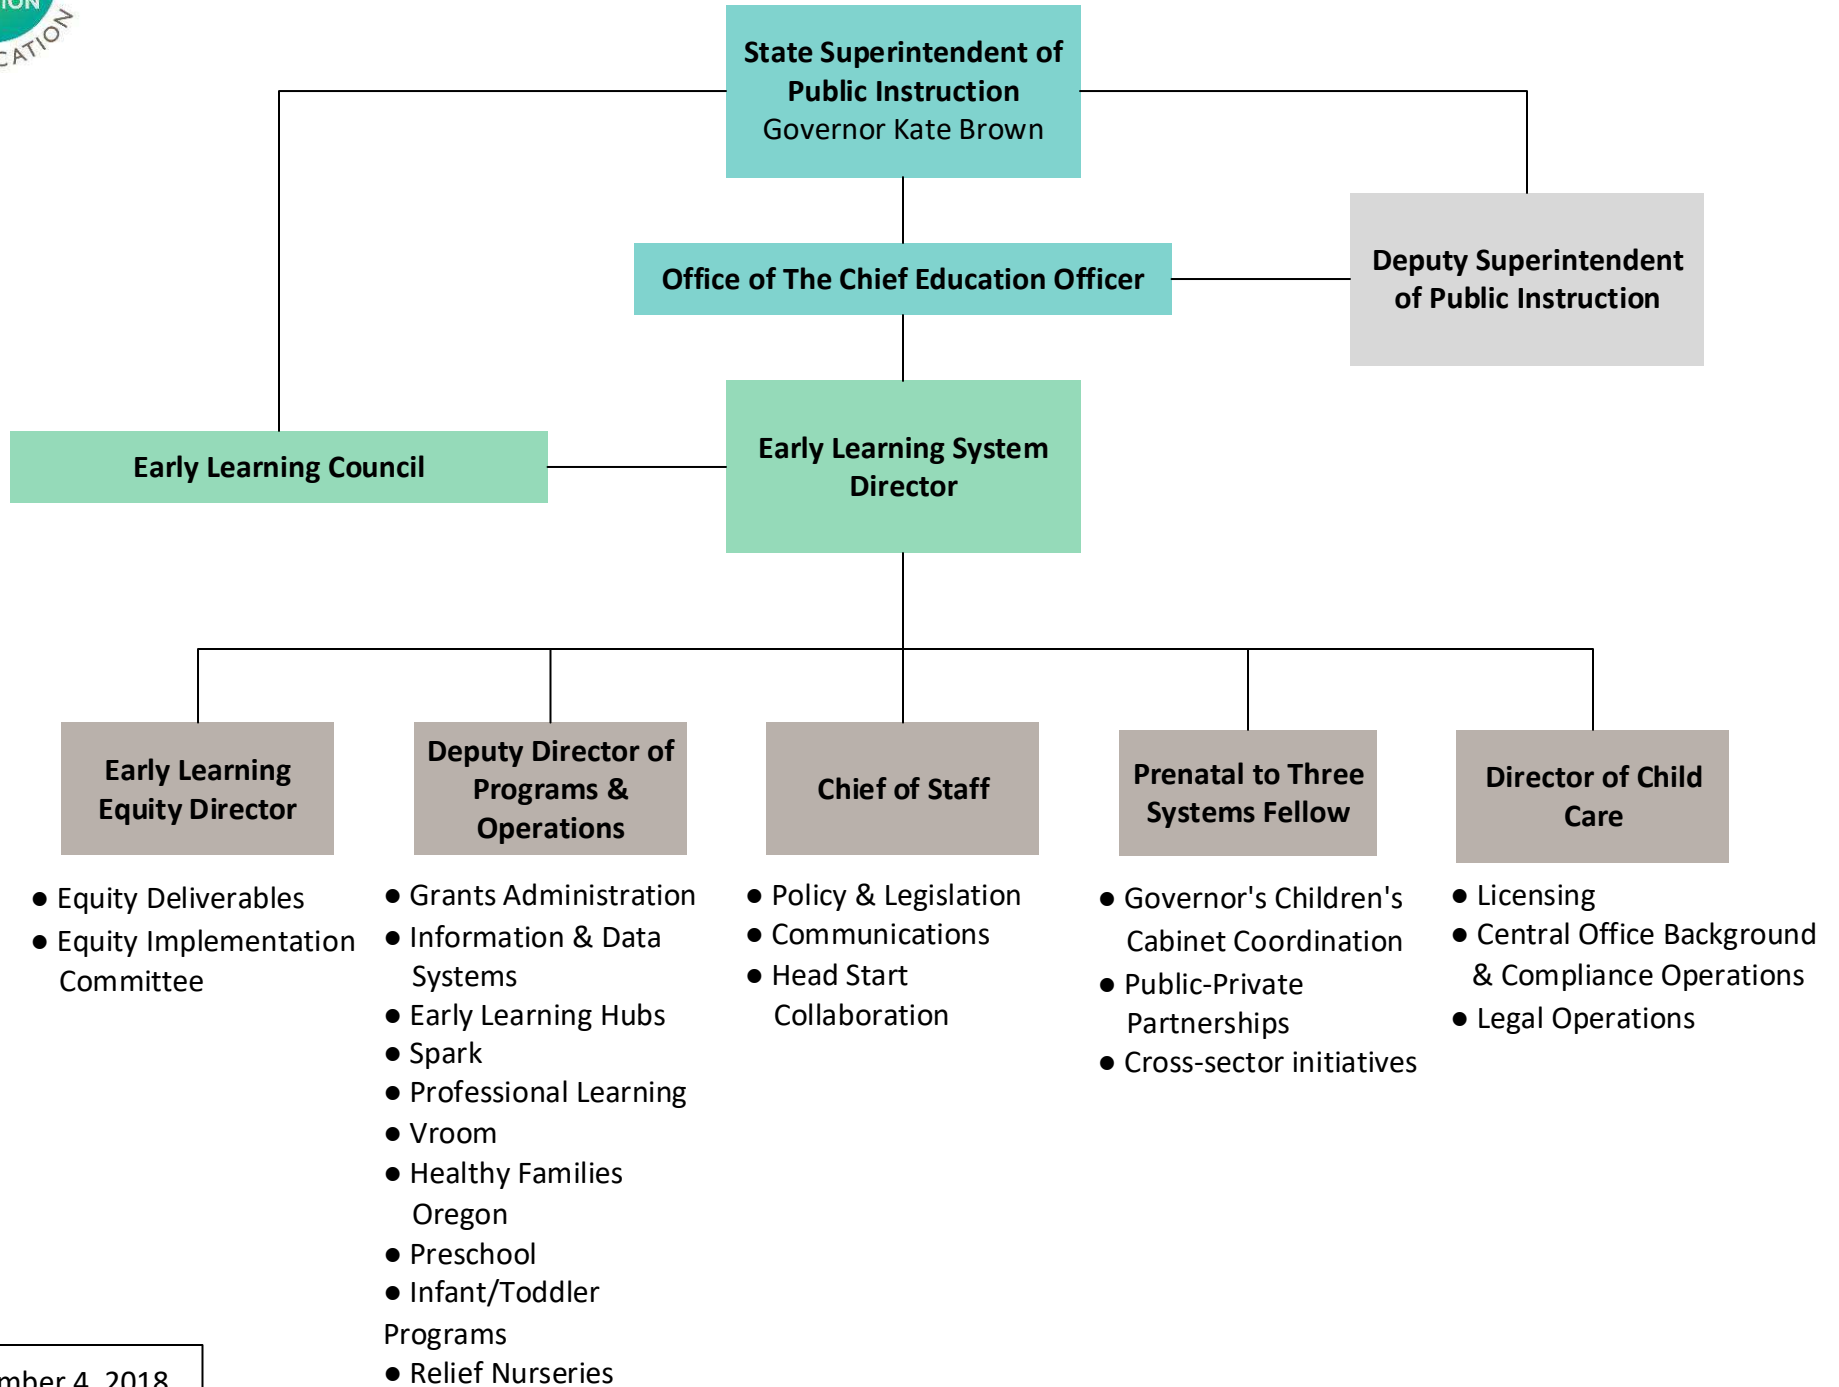 State Superintendent of
Public Instruction
Governor Kate Brown
Office of The Chief Education Officer
Deputy Superintendent
of Public Instruction
Early Learning Council
Early Learning System
Director
Early Learning
Equity Director
● Equity Deliverables
● Equity Implementation
Committee
Deputy Director of
Programs &
Operations
● Grants Administration
● Information & Data
Systems
● Early Learning Hubs
● Spark
● Professional Learning
● Vroom
● Healthy Families
Oregon
● Preschool
● Infant/Toddler
Programs
● Relief Nurseries
Chief of Staff
● Policy & Legislation
● Communications
● Head Start
Collaboration
Prenatal to Three
Systems Fellow
● Governor's Children's
Cabinet Coordination
● Public-Private
Partnerships
● Cross-sector initiatives
Director of Child
Care
● Licensing
● Central Office Background
& Compliance Operations
● Legal Operations
4, 2018